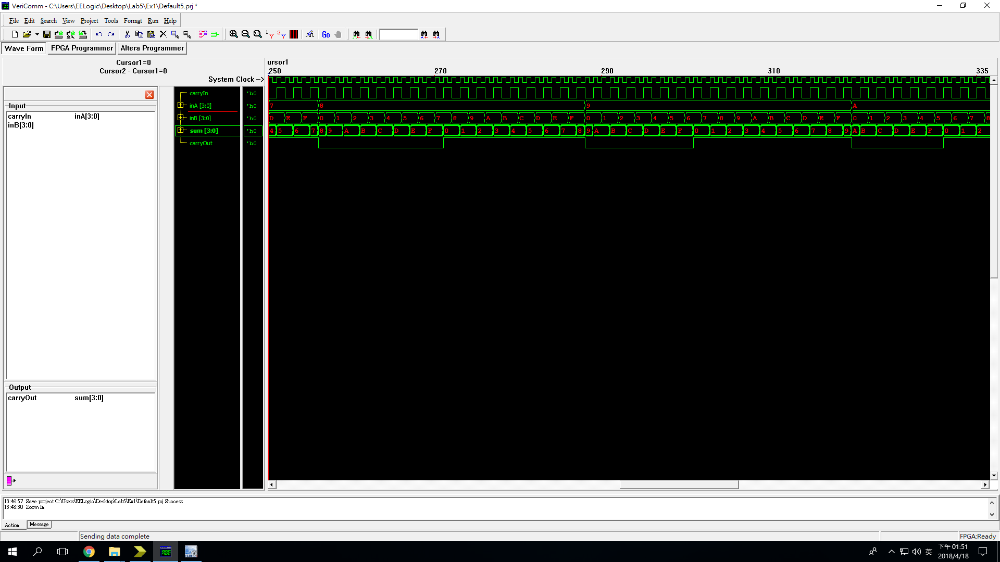 VeriComm - C:\Users\EELogic\Desktop\Lab5\Ex1\Default5.prj *
File Edit Search View Project Tools Format Run Help
Go
Wave Form FPGA Programmer Altera Programmer
Cursor1=0
Cursor2 - Cursor1=0
System Clock -->
ursor1
250 270 290 310 335
carryIn 'b0
inA [3:0] 'h0 7 8 9 A
inB [3:0] 'h0 D E F 0 1 2 3 4 5 6 7 8 9 A B C D E F 0 1 2 3 4 5 6 7 8 9 A B C D E F 0 1 2 3 4 5 6 7 8
sum [3:0] 'h0 4 5 6 7 8 9 A B C D E F 0 1 2 3 4 5 6 7 8 9 A B C D E F 0 1 2 3 4 5 6 7 8 9 A B C D E F 0 1 2
carryOut 'b0
Input
carryIn inA[3:0]
inB[3:0]
Output
carryOut sum[3:0]
13:46:57 Save project C:\Users\EELogic\Desktop\Lab5\Ex1\Default5.prj Success
13:48:30 Zoom In
Action Message
Sending data complete
FPGA:Ready
英
下午 01:51
2018/4/18